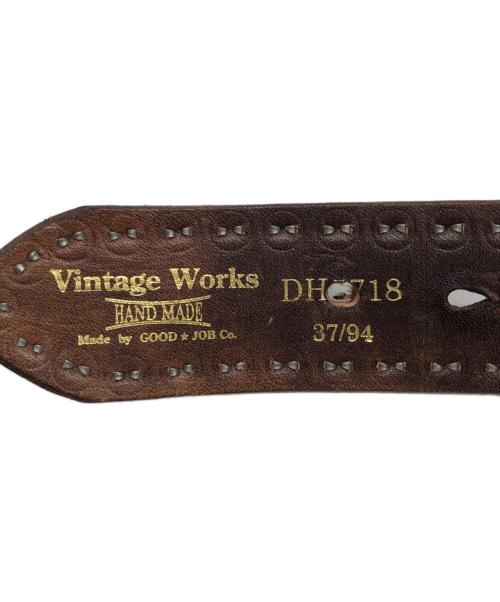 Vintage Works
HAND MADE
Made by GOOD★JOB Co.
37/94